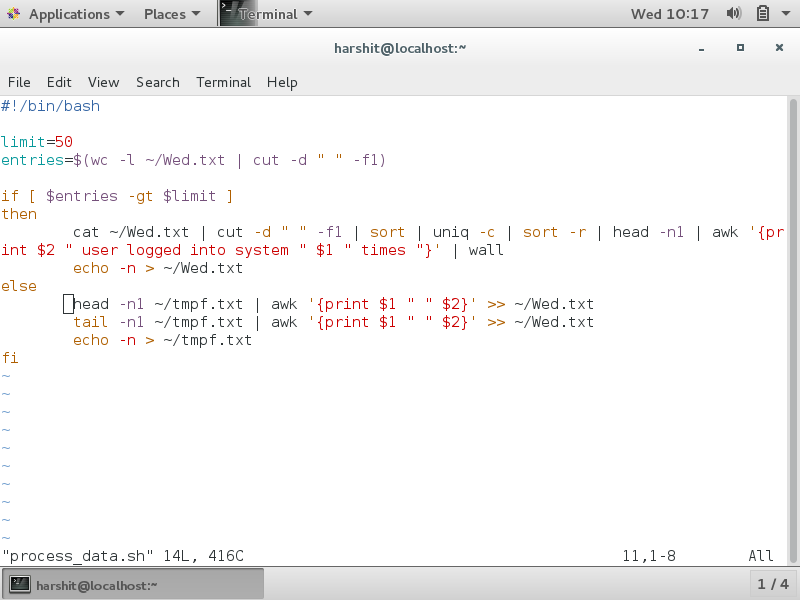 Applications Places Terminal Wed 10:17
harshit@localhost:~
File Edit View Search Terminal Help
#!/bin/bash
limit=50
entries=$(wc -l ~/Wed.txt | cut -d " " -f1)
if [ $entries -gt $limit ]
then
cat ~/Wed.txt | cut -d " " -f1 | sort | uniq -c | sort -r | head -n1 | awk '{pr
int $2 " user logged into system " $1 " times "}' | wall
echo -n > ~/Wed.txt
else
head -n1 ~/tmpf.txt | awk '{print $1 " " $2}' >> ~/Wed.txt
tail -n1 ~/tmpf.txt | awk '{print $1 " " $2}' >> ~/Wed.txt
echo -n > ~/tmpf.txt
fi
~
~
~
~
~
~
~
~
~
~
"process_data.sh" 14L, 416C 11,1-8 All
harshit@localhost:~ 1 / 4